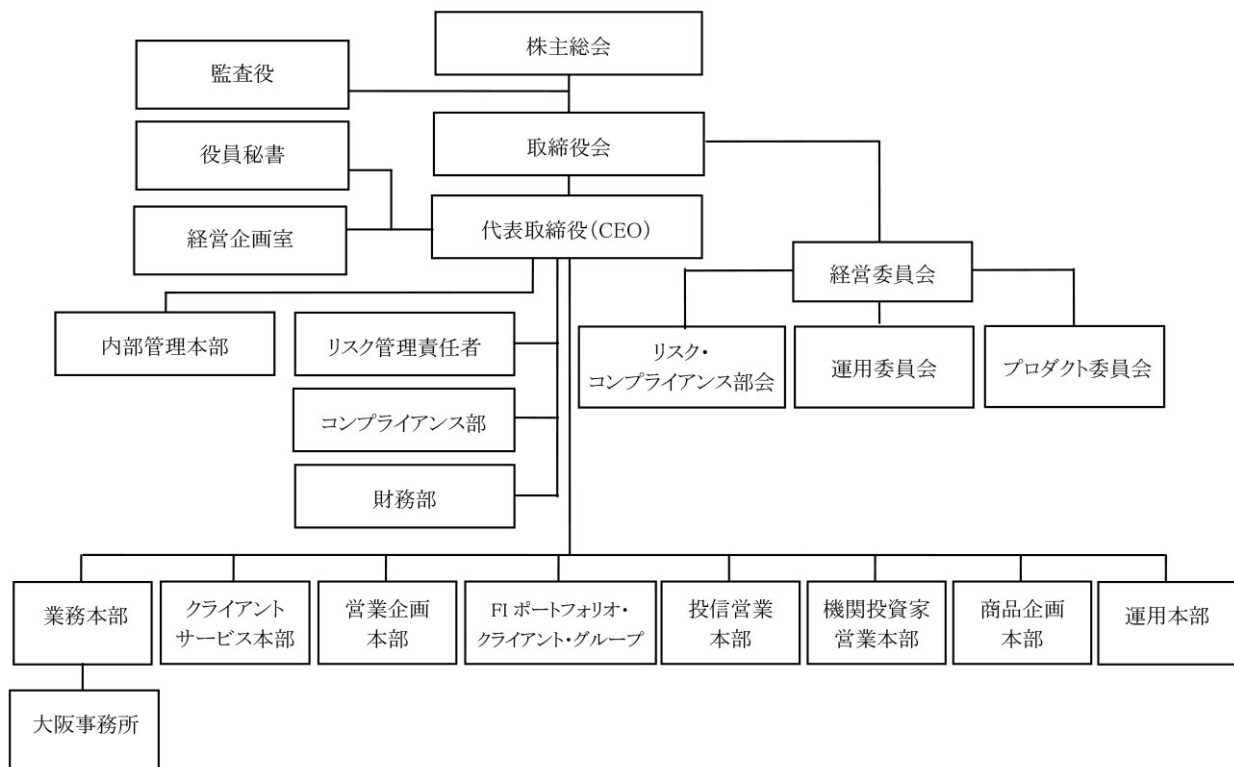 株主総会
監査役
取締役会
役員秘書
代表取締役(CEO)
経営企画室
経営委員会
内部管理本部
リスク管理責任者
リスク・
コンプライアンス部会
運用委員会
プロダクト委員会
コンプライアンス部
財務部
業務本部
クライアント
サービス本部
営業企画
本部
FIポートフォリオ・
クライアント・グループ
投信営業
本部
機関投資家
営業本部
商品企画
本部
運用本部
大阪事務所